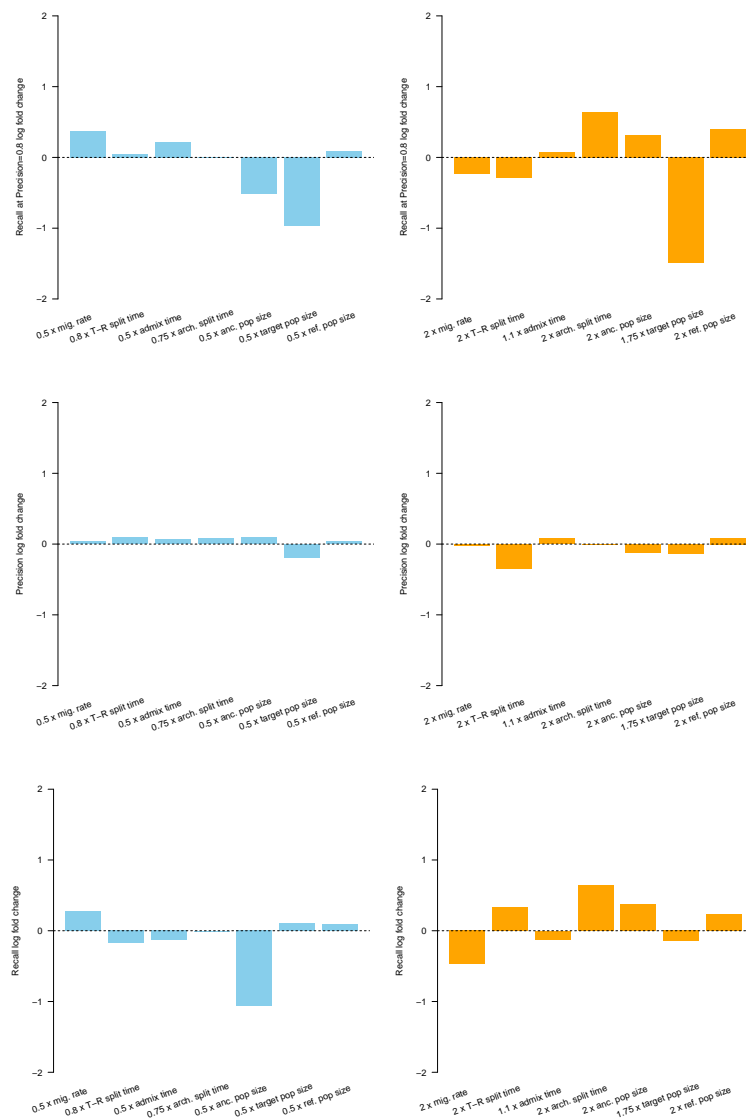 Recall at Precision=0.8 log fold change
2
1
0
−1
−2
0.5 x mig. rate
0.8 x T−R split time
0.5 x admix time
0.75 x arch. split time
0.5 x anc. pop size
0.5 x target pop size
0.5 x ref. pop size
Recall at Precision=0.8 log fold change
2
1
0
−1
−2
2 x mig. rate
2 x T−R split time
1.1 x admix time
2 x arch. split time
2 x anc. pop size
1.75 x target pop size
2 x ref. pop size
Precision log fold change
2
1
0
−1
−2
0.5 x mig. rate
0.8 x T−R split time
0.5 x admix time
0.75 x arch. split time
0.5 x anc. pop size
0.5 x target pop size
0.5 x ref. pop size
Precision log fold change
2
1
0
−1
−2
2 x mig. rate
2 x T−R split time
1.1 x admix time
2 x arch. split time
2 x anc. pop size
1.75 x target pop size
2 x ref. pop size
Recall log fold change
2
1
0
−1
−2
0.5 x mig. rate
0.8 x T−R split time
0.5 x admix time
0.75 x arch. split time
0.5 x anc. pop size
0.5 x target pop size
0.5 x ref. pop size
Recall log fold change
2
1
0
−1
−2
2 x mig. rate
2 x T−R split time
1.1 x admix time
2 x arch. split time
2 x anc. pop size
1.75 x target pop size
2 x ref. pop size